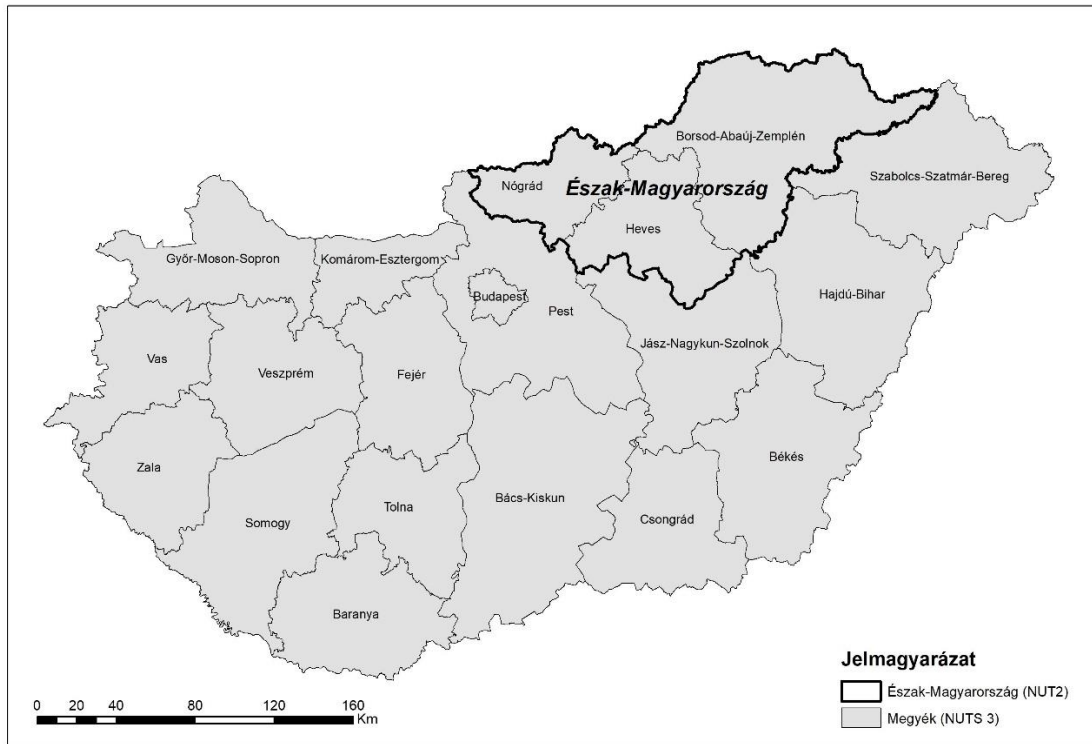 Borsod-Abaúj-Zemplén
Szabolcs-Szatmár-Bereg
Nógrád
Észak-Magyarország
Heves
Győr-Moson-Sopron
Komárom-Esztergom
Budapest
Pest
Hajdú-Bihar
Jász-Nagykun-Szolnok
Vas
Veszprém
Fejér
Zala
Békés
Bács-Kiskun
Tolna
Csongrád
Somogy
Baranya
Jelmagyarázat
Észak-Magyarország (NUT2)
Megyék (NUTS 3)
0 20 40 80 120 160
Km